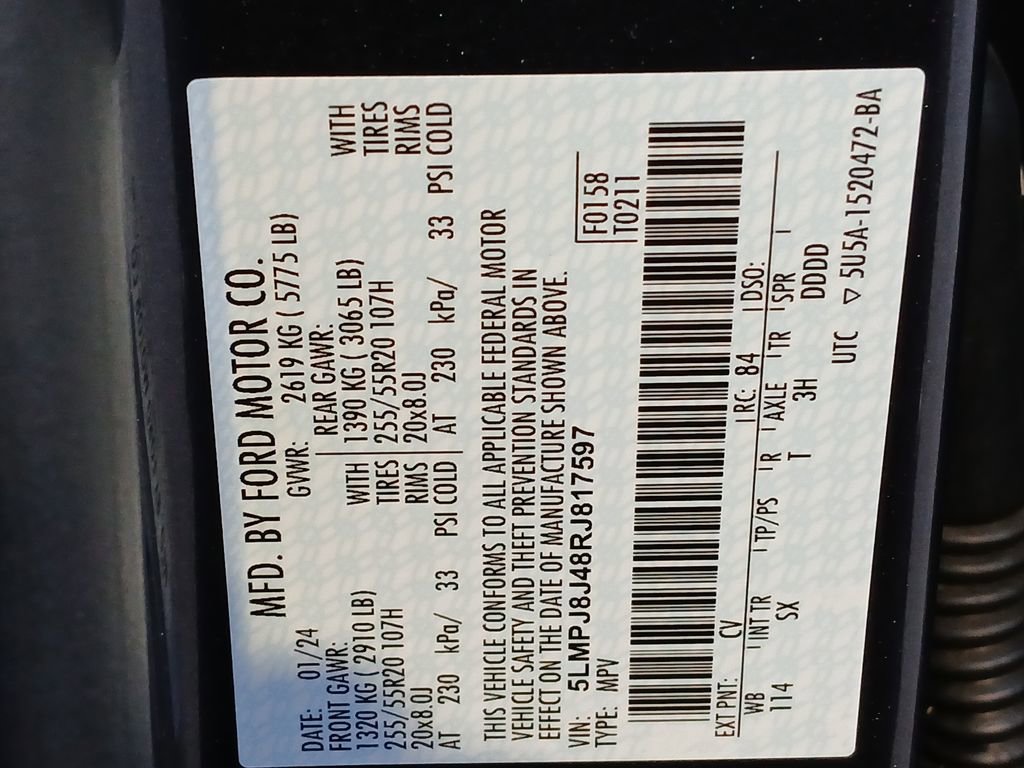 MFD. BY FORD MOTOR CO.
DATE: 01/24 GVWR: 2619 KG ( 5775 LB)
FRONT GAWR: REAR GAWR:
1320 KG ( 2910 LB) WITH 1390 KG ( 3065 LB) WITH
255/55R20 107H TIRES 255/55R20 107H TIRES
20x8.0J RIMS 20x8.0J RIMS
AT 230 kPa/ 33 PSI COLD AT 230 kPa/ 33 PSI COLD
THIS VEHICLE CONFORMS TO ALL APPLICABLE FEDERAL MOTOR
VEHICLE SAFETY AND THEFT PREVENTION STANDARDS IN
EFFECT ON THE DATE OF MANUFACTURE SHOWN ABOVE.
VIN: 5LMPJ8J48RJ817597 F0158
TYPE: MPV T0211
EXT PNT: CV RC: 84 DSO:
WB INT TR TP/PS R AXLE TR SPR
114 SX T 3H DDDD
UTC ▽ 5U5A-1520472-BA